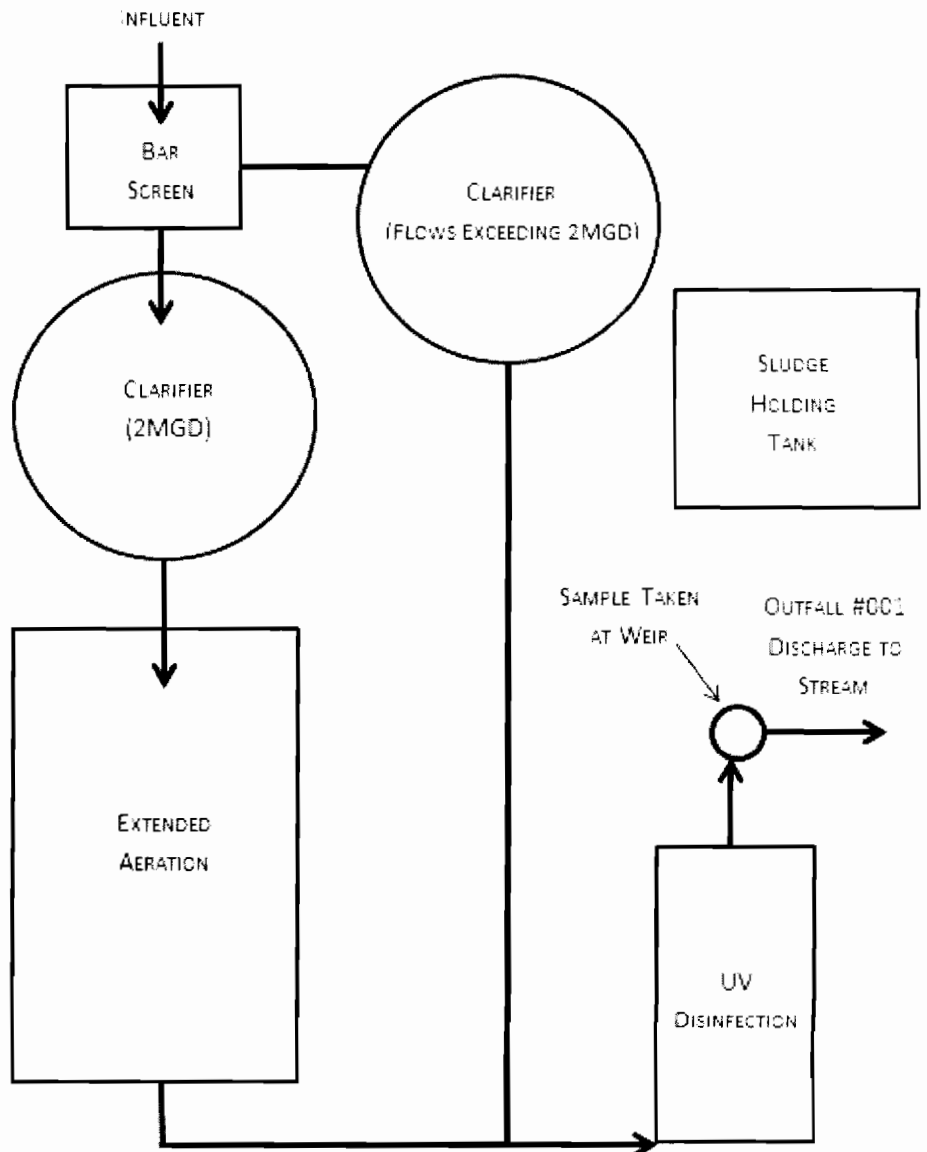 INFLUENT
BAR
SCREEN
CLARIFIER
(FLOWS EXCEEDING 2MGD)
CLARIFIER
(2MGD)
SLUDGE
HOLDING
TANK
SAMPLE TAKEN
AT WEIR
OUTFALL #001
DISCHARGE TO
STREAM
EXTENDED
AERATION
UV
DISINFECTION